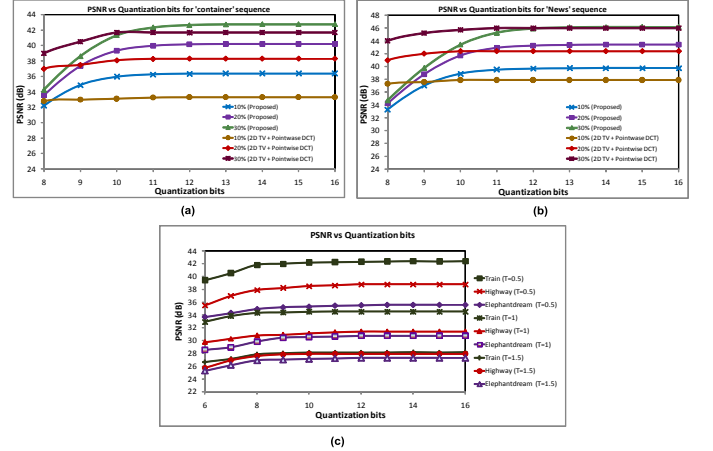 PSNR vs Quantization bits for 'container' sequence
PSNR (dB)
44
42
40
38
36
34
32
30
28
26
24
8 9 10 11 12 13 14 15 16
Quantization bits
10% (Proposed)
20% (Proposed)
30% (Proposed)
10% (2D TV + Pointwise DCT)
20% (2D TV + Pointwise DCT)
30% (2D TV + Pointwise DCT)
(a)
PSNR vs Quantization bits for 'News' sequence
PSNR (dB)
48
46
44
42
40
38
36
34
32
30
28
26
24
8 9 10 11 12 13 14 15 16
Quantization bits
10% (Proposed)
20% (Proposed)
30% (Proposed)
10% (2D TV + Pointwise DCT)
20% (2D TV + Pointwise DCT)
30% (2D TV + Pointwise DCT)
(b)
PSNR vs Quantization bits
PSNR (dB)
44
42
40
38
36
34
32
30
28
26
24
22
6 7 8 9 10 11 12 13 14 15 16
Quantization bits
Train (T=0.5)
Highway (T=0.5)
Elephantdream (T=0.5)
Train (T=1)
Highway (T=1)
Elephantdream (T=1)
Train (T=1.5)
Highway (T=1.5)
Elephantdream (T=1.5)
(c)